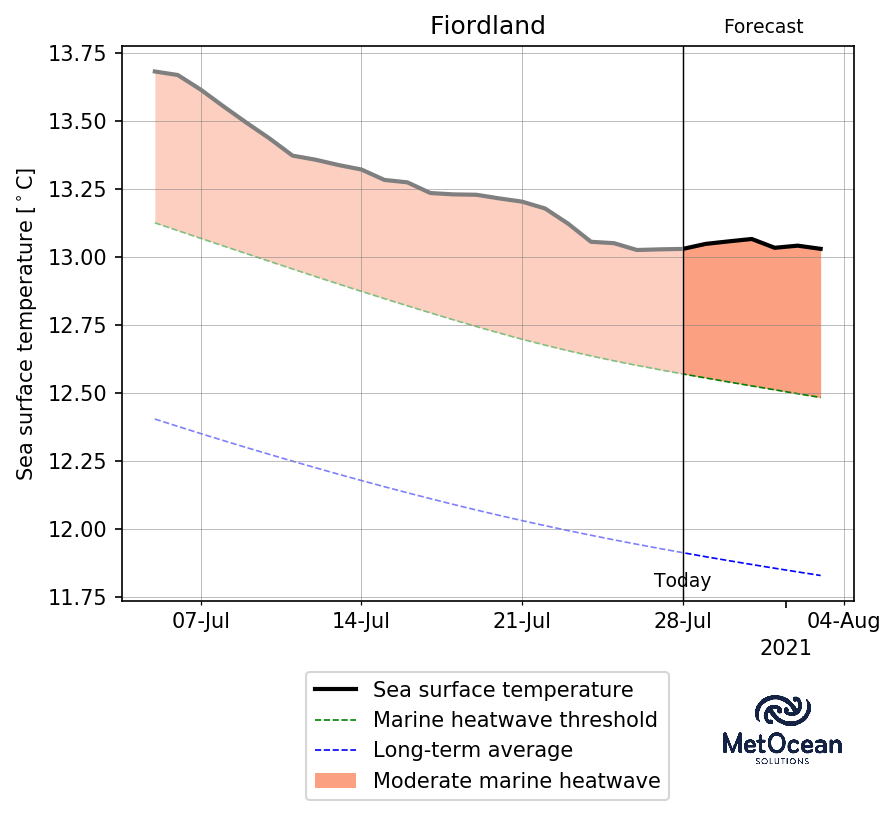 Fiordland
Forecast
13.75
13.50
13.25
13.00
12.75
12.50
12.25
12.00
11.75
Sea surface temperature [°C]
Today
07-Jul 14-Jul 21-Jul 28-Jul 04-Aug
2021
Sea surface temperature
Marine heatwave threshold
Long-term average
Moderate marine heatwave
MetOcean
SOLUTIONS